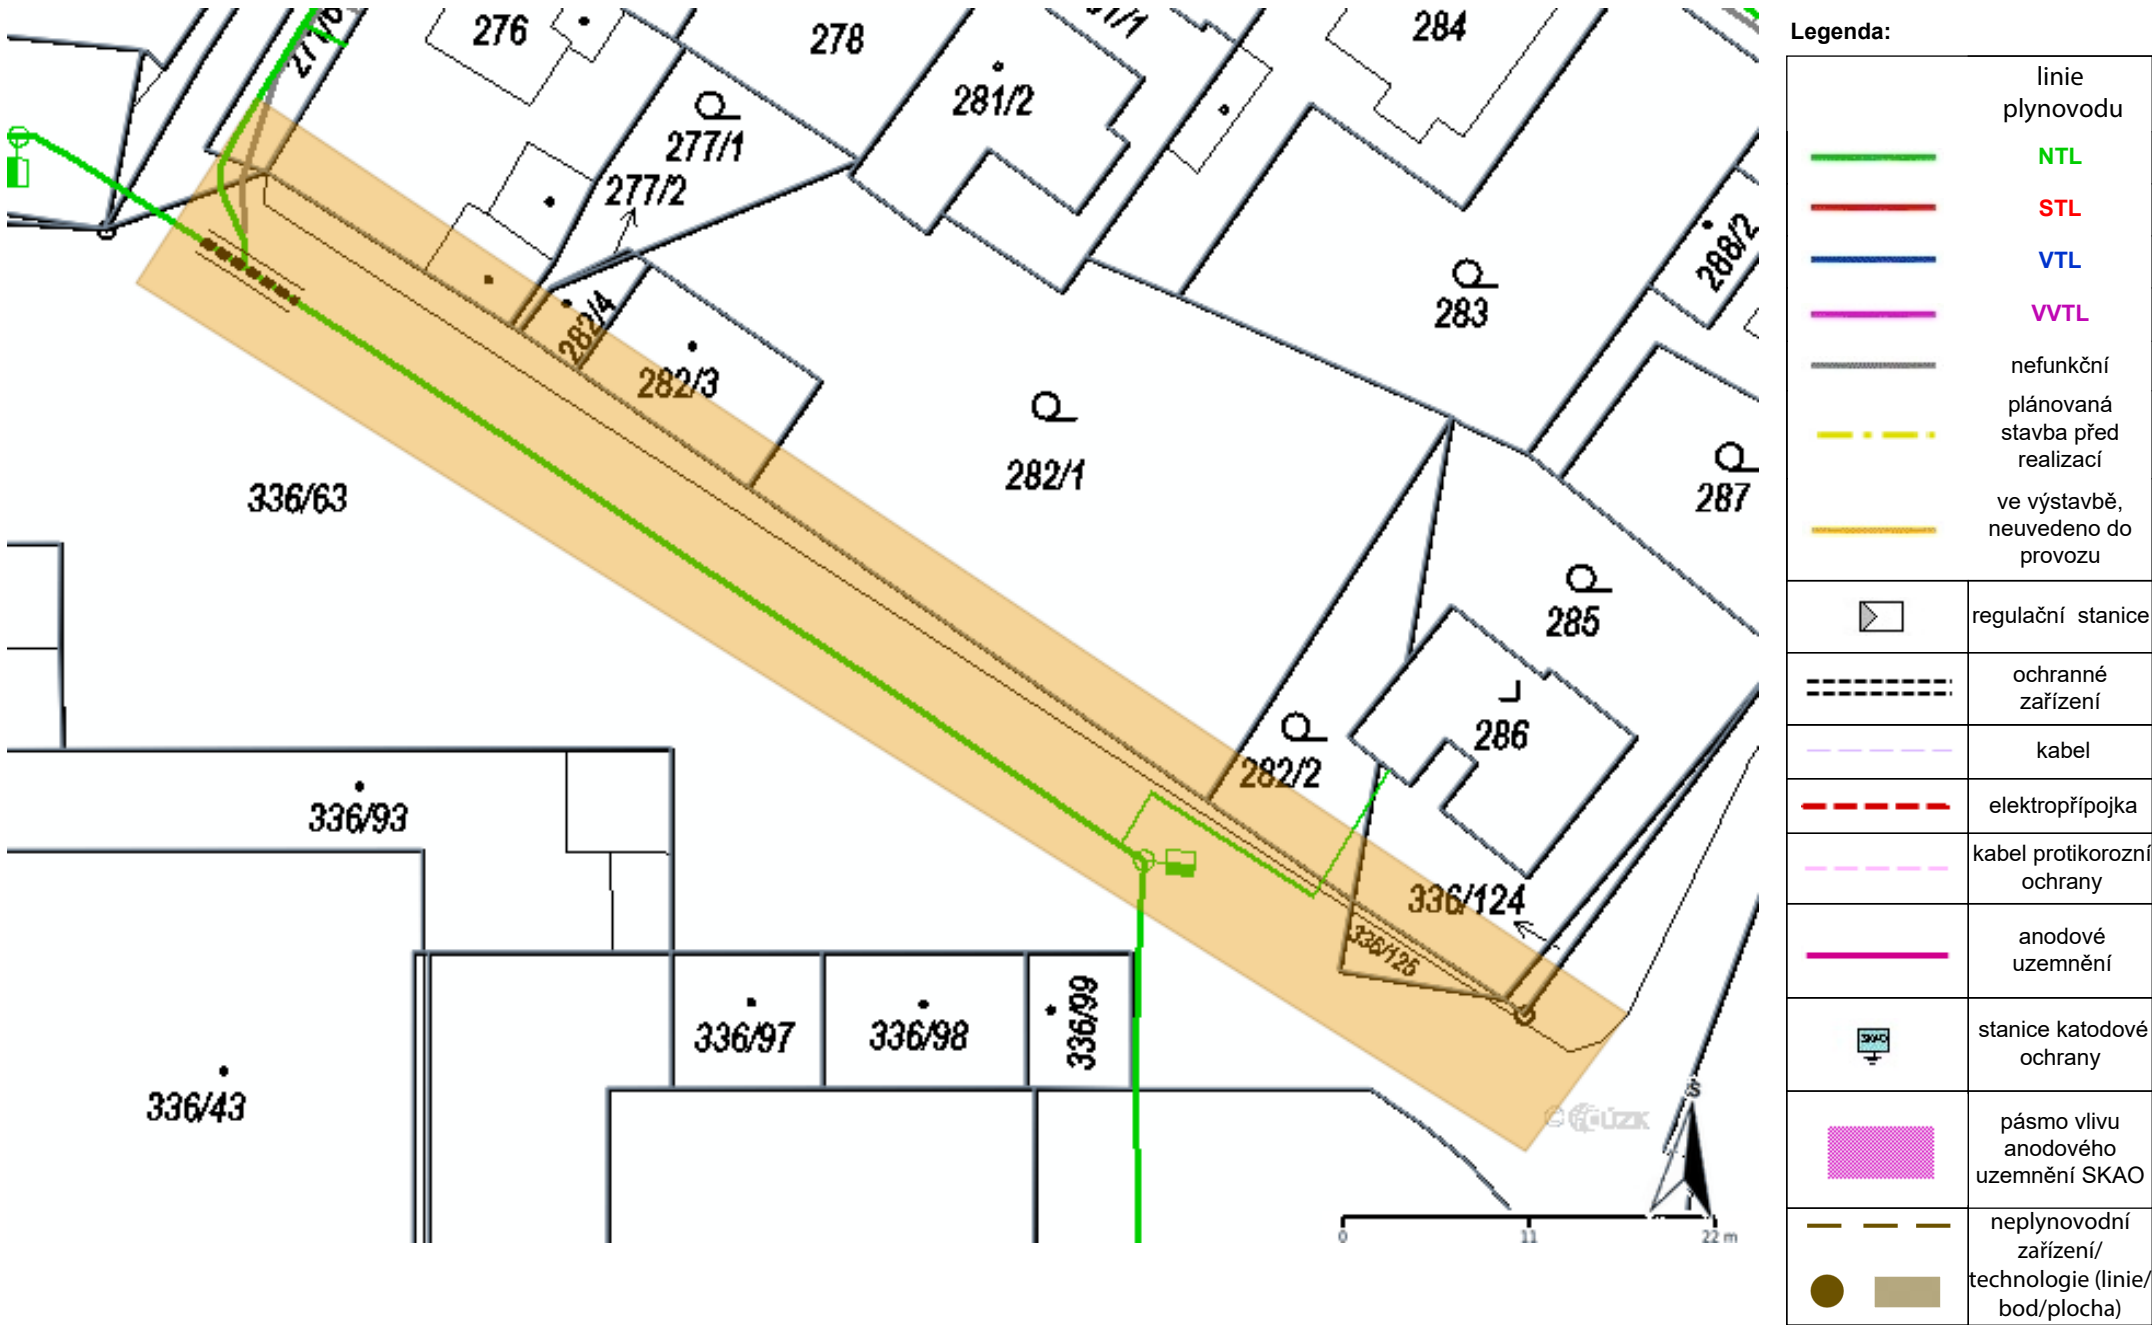 276
278
284
281/2
277/1
277/2
288/2
283
282/4
282/3
282/1
287
336/63
285
286
282/2
336/93
336/124
336/125
336/97
336/98
336/99
336/43
© ČÚZK
S
0 11 22 m
Legenda:
linie
plynovodu
NTL
STL
VTL
VVTL
nefunkční
plánovaná
stavba před
realizací
ve výstavbě,
neuvedeno do
provozu
regulační stanice
ochranné
zařízení
kabel
elektropřípojka
kabel protikorozní
ochrany
anodové
uzemnění
SKAO
stanice katodové
ochrany
pásmo vlivu
anodového
uzemnění SKAO
neplynovodní
zařízení/
technologie (linie/
bod/plocha)